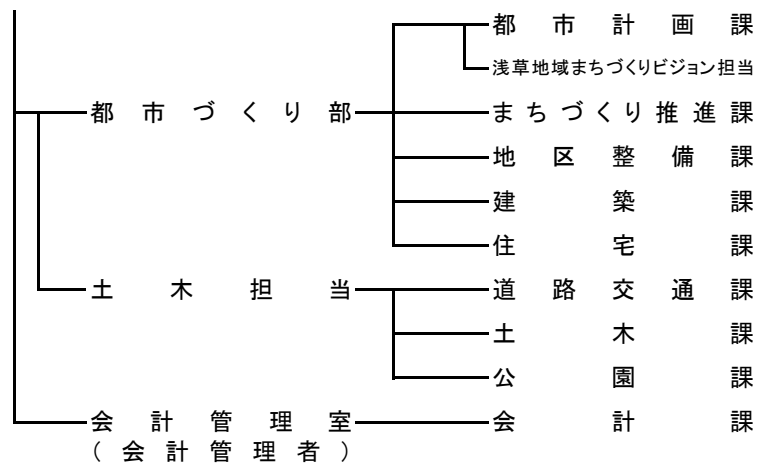 都市計画課
浅草地域まちづくりビジョン担当
都市づくり部 まちづくり推進課
地区整備課
建築課
住宅課
土木担当 道路交通課
土木課
公園課
会計管理室 会計課
(会計管理者)